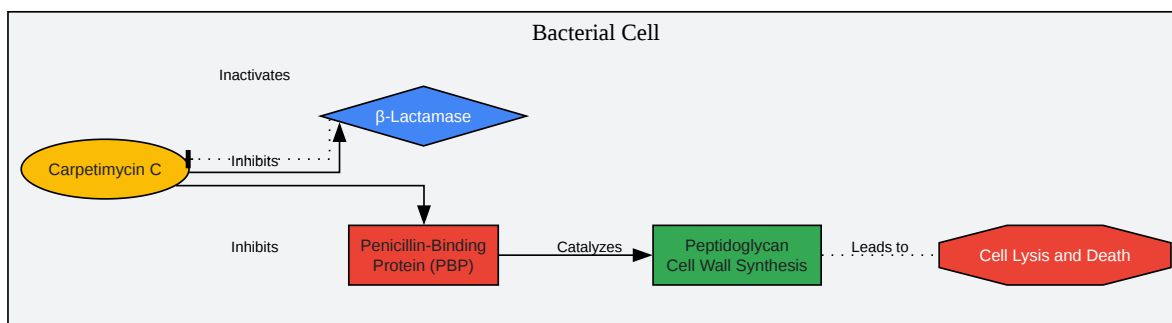 Bacterial Cell
Inactivates
β-Lactamase
Carpetimycin C
Inhibits
Inhibits
Penicillin-Binding
Protein (PBP)
Catalyzes
Peptidoglycan
Cell Wall Synthesis
Leads to
Cell Lysis and Death